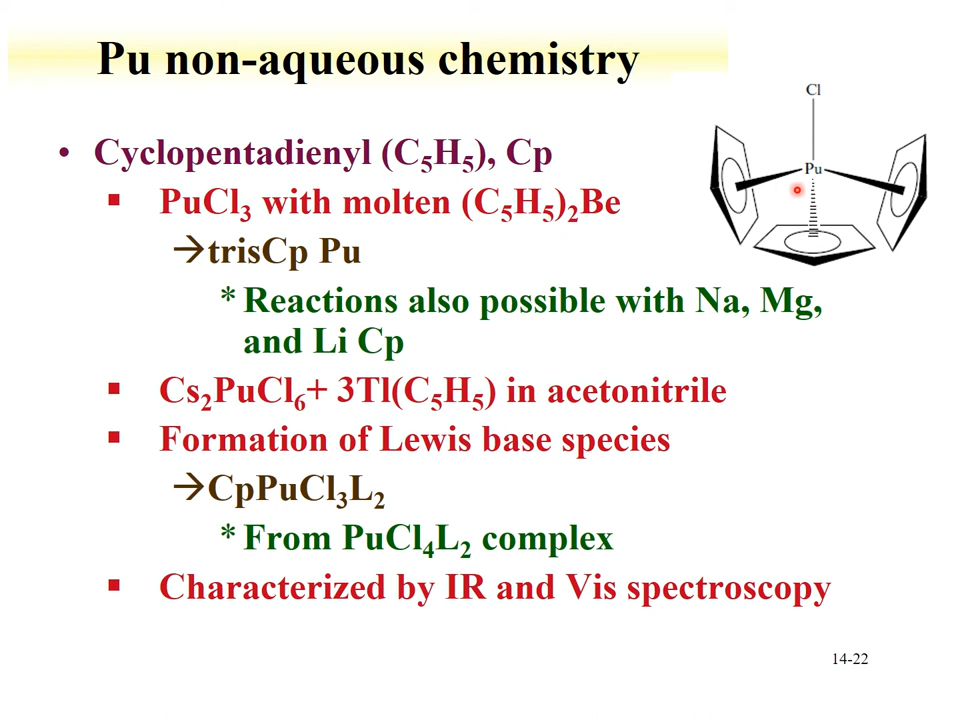 Pu non-aqueous chemistry
Cl
Pu
• Cyclopentadienyl (C₅H₅), Cp
▪ PuCl₃ with molten (C₅H₅)₂Be
→trisCp Pu
* Reactions also possible with Na, Mg,
and Li Cp
▪ Cs₂PuCl₆+ 3Tl(C₅H₅) in acetonitrile
▪ Formation of Lewis base species
→CpPuCl₃L₂
* From PuCl₄L₂ complex
▪ Characterized by IR and Vis spectroscopy
14-22